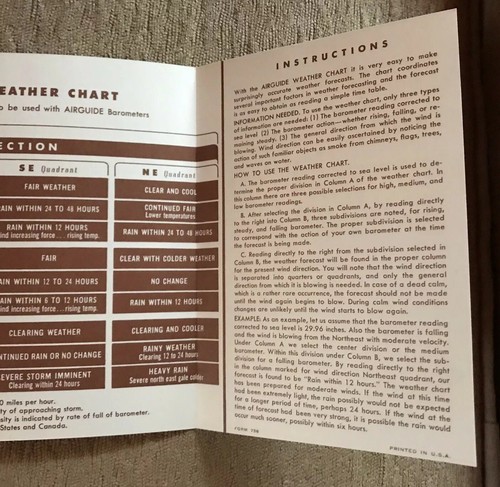 EATHER CHART
o be used with AIRGUIDE Barometers
ECTION
SE Quadrant
NE Quadrant
FAIR WEATHER
CLEAR AND COOL
RAIN WITHIN 24 TO 48 HOURS
CONTINUED FAIR
Lower temperatures
RAIN WITHIN 12 HOURS
ind increasing force . . . rising temp.
RAIN WITHIN 24 TO 48 HOURS
FAIR
CLEAR WITH COLDER WEATHER
AIN WITHIN 12 TO 24 HOURS
NO CHANGE
AIN WITHIN 6 TO 12 HOURS
ind increasing force . . . rising temp.
RAIN WITHIN 12 HOURS
CLEARING WEATHER
CLEARING AND COOLER
NTINUED RAIN OR NO CHANGE
RAINY WEATHER
Clearing 12 to 24 hours
EVERE STORM IMMINENT
Clearing within 24 hours
HEAVY RAIN
Severe north east gale
0 miles per hour.
ty of approaching storm.
sity is indicated by rate of fall of barometer.
States and Canada.
INSTRUCTIONS
With the AIRGUIDE WEATHER CHART it is very easy to make
surprisingly accurate weather forecasts. The chart coordinates
several important factors in weather forecasting and the forecast
is as easy to obtain as reading a simple time table.
INFORMATION NEEDED. To use the weather chart, only three types
of information are needed: (1) The barometer reading corrected to
sea level (2) The barometer action—whether rising, falling, or re-
maining steady. (3) The general direction from which the wind is
blowing. Wind direction can be easily ascertained by noticing the
action of such familiar objects as smoke from chimneys, flags, trees,
and waves on water.
HOW TO USE THE WEATHER CHART.
A. The barometer reading corrected to sea level is used to de-
termine the proper division in Column A of the weather chart. In
this column there are three possible selections for high, medium, and
low barometer readings.
B. After selecting the division in Column A, by reading directly
to the right into Column B, three subdivisions are noted, for rising,
steady, and falling barometer. The proper subdivision is selected
to correspond with the action of your own barometer at the time
the forecast is being made.
C. Reading directly to the right from the subdivision selected in
Column B, the weather forecast will be found in the proper column
for the present wind direction. You will note that the wind direction
is separated into quarters or quadrants, and only the general
direction from which it is blowing is needed. In case of a dead calm,
which is a rather rare occurrence, the forecast should not be made
until the wind again begins to blow. During calm wind conditions
changes are unlikely until the wind starts to blow again.
EXAMPLE: As an example, let us assume that the barometer reading
corrected to sea level is 29.96 inches. Also the barometer is falling
and the wind is blowing from the Northeast with moderate velocity.
Under Column A we select the center division or the medium
barometer. Within this division under Column B, we select the sub-
division for a falling barometer. By reading directly to the right
in the column marked for wind direction Northeast quadrant, our
forecast is found to be "Rain within 12 hours." The weather chart
has been prepared for moderate winds. If the wind at this time
had been extremely light, the rain possibly would not be expected
for a longer period of time, perhaps 24 hours. If the wind at the
time of forecast had been very strong, it is possible the rain would
occur much sooner, possibly within six hours.
FORM 106
PRINTED IN U.S.A.